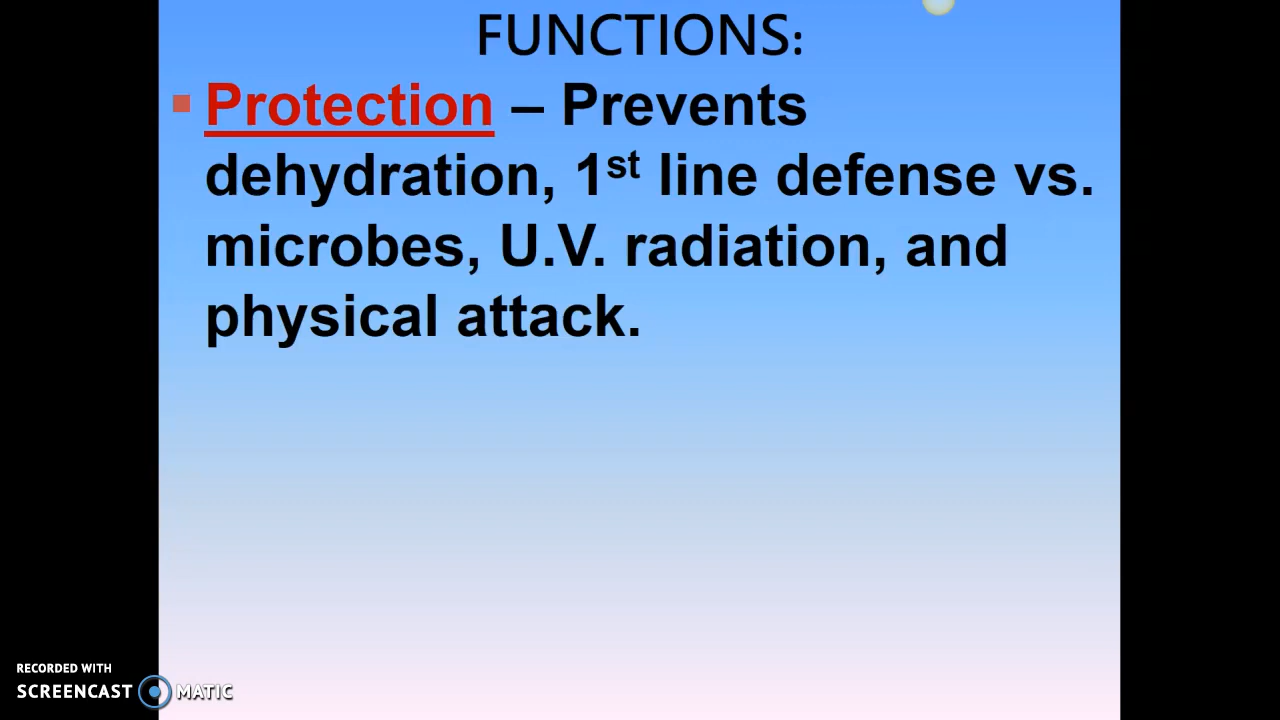 FUNCTIONS:
▪ Protection – Prevents
dehydration, 1st line defense vs.
microbes, U.V. radiation, and
physical attack.
RECORDED WITH
SCREENCAST MATIC